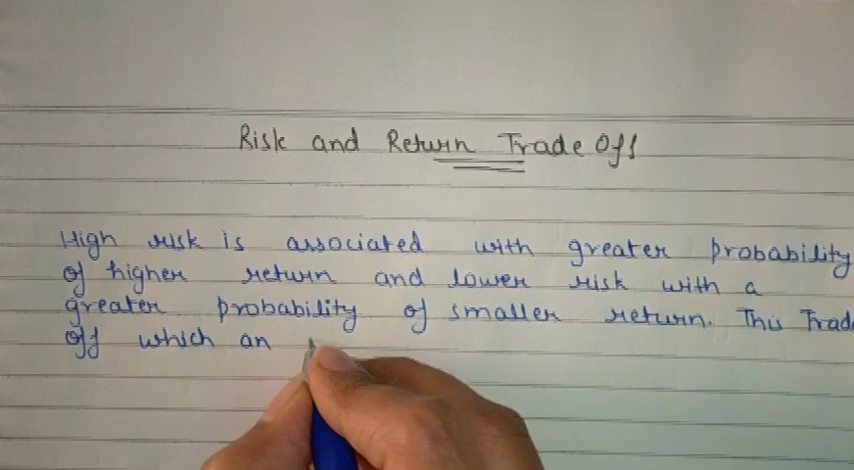 Risk and Return Trade Off
High risk is associated with greater probability
of higher return and lower risk with a
greater probability of smaller return. This Trad
off which an